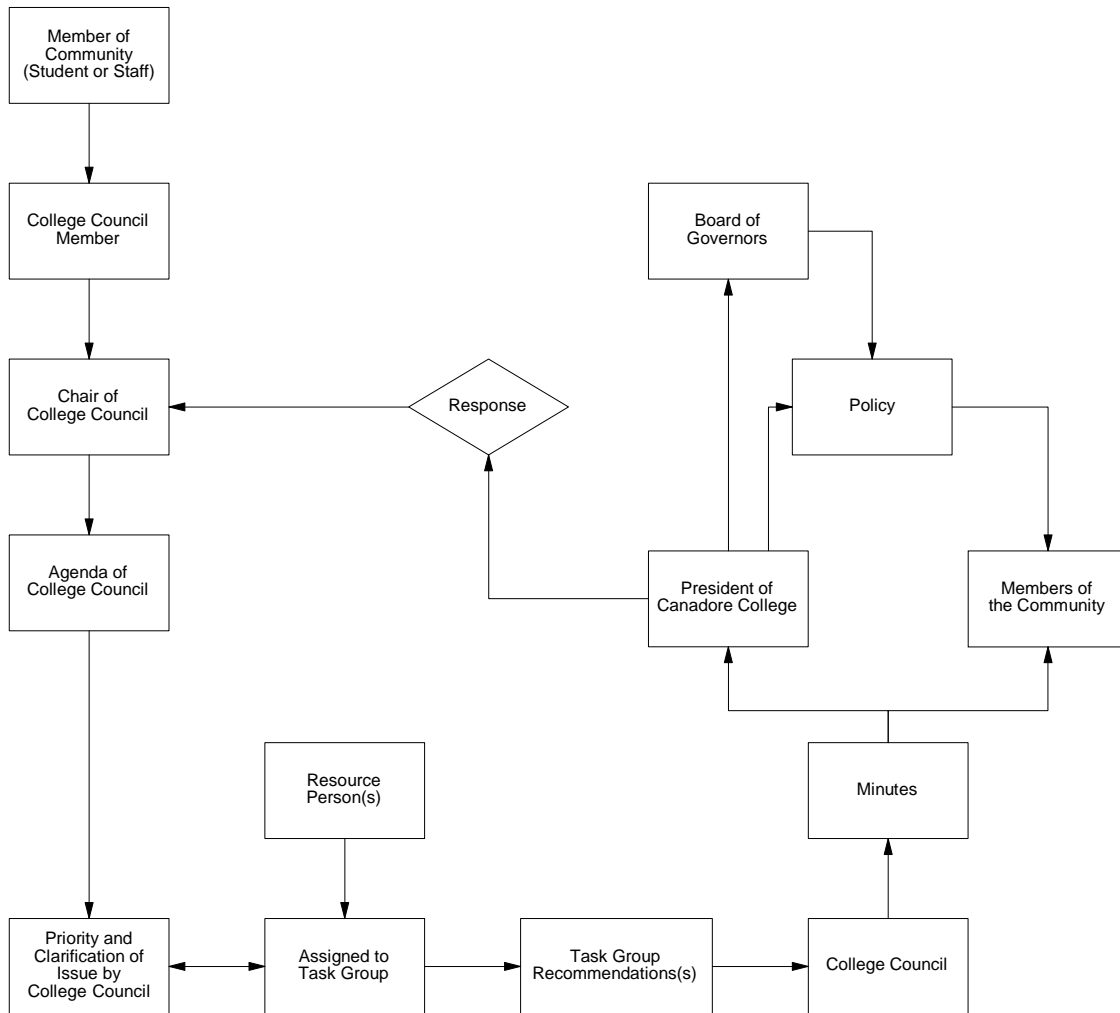 Member of
Community
(Student or Staff)
College Council
Member
Board of
Governors
Chair of
College Council
Response
Policy
Agenda of
College Council
President of
Canadore College
Members of
the Community
Resource
Person(s)
Minutes
Priority and
Clarification of
Issue by
College Council
Assigned to
Task Group
Task Group
Recommendations(s)
College Council